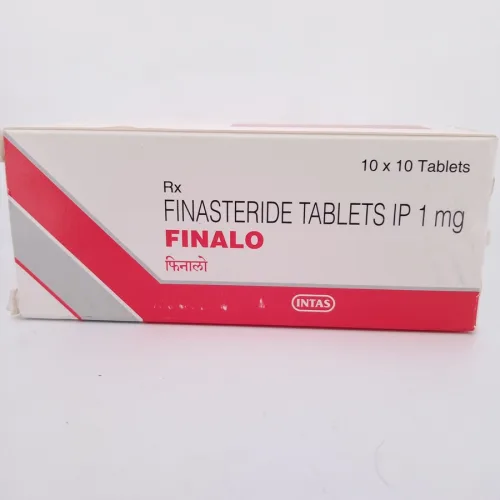 10 x 10 Tablets
Rx
FINASTERIDE TABLETS IP 1 mg
FINALO
फिनालो
INTAS